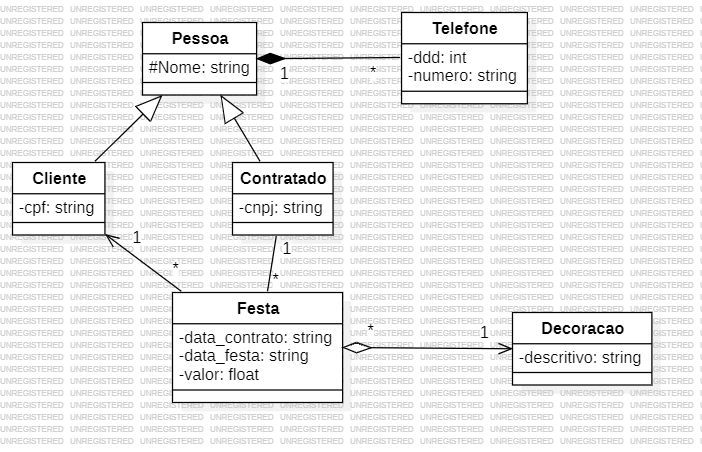 Pessoa
#Nome: string
Telefone
-ddd: int
-numero: string
1
*
Cliente
-cpf: string
Contratado
-cnpj: string
1
*
1
*
Festa
-data_contrato: string
-data_festa: string
-valor: float
*
1
Decoracao
-descritivo: string
UNREGISTERED